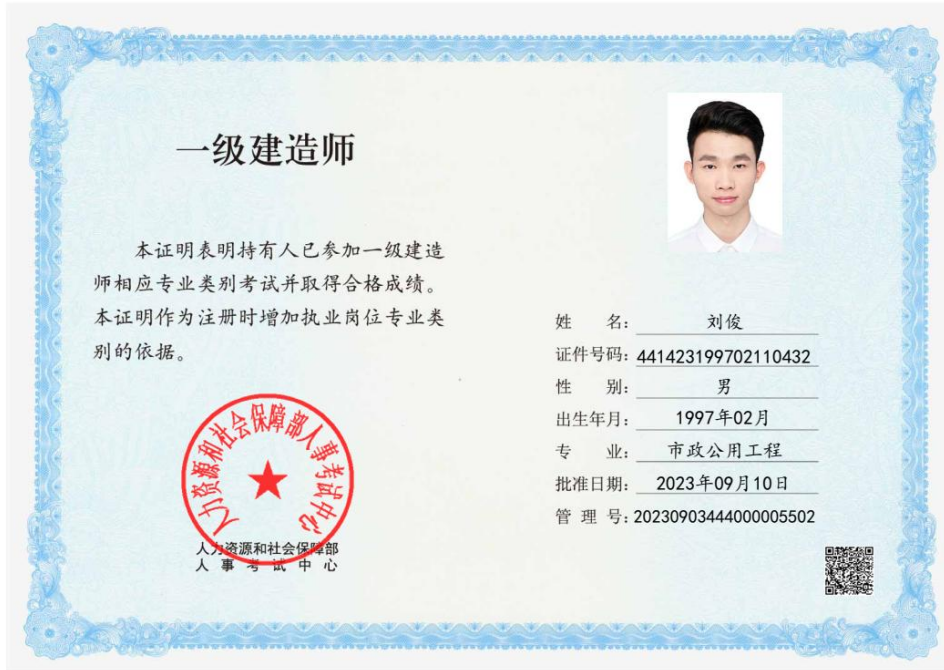 一级建造师
本证明表明持有人已参加一级建造
师相应专业类别考试并取得合格成绩。
本证明作为注册时增加执业岗位专业类
别的依据。
人力资源和社会保障部人事考试中心
人力资源和社会保障部
人事考试中心
姓名：刘俊
证件号码：441423199702110432
性别：男
出生年月：1997年02月
专业：市政公用工程
批准日期：2023年09月10日
管理号：20230903444000005502